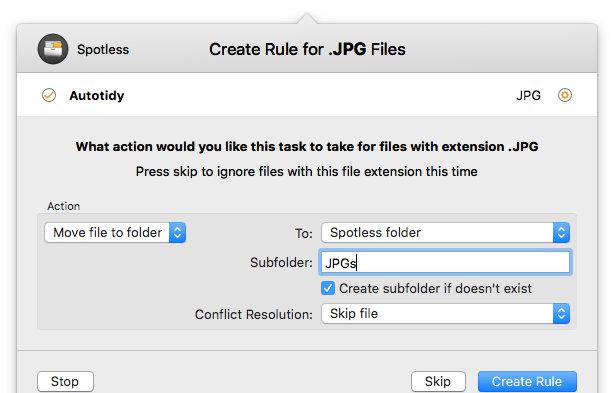 Spotless Create Rule for .JPG Files
Autotidy JPG
What action would you like this task to take for files with extension .JPG
Press skip to ignore files with this file extension this time
Action
Move file to folder To: Spotless folder
Subfolder: JPGs
Create subfolder if doesn't exist
Conflict Resolution: Skip file
Stop Skip Create Rule